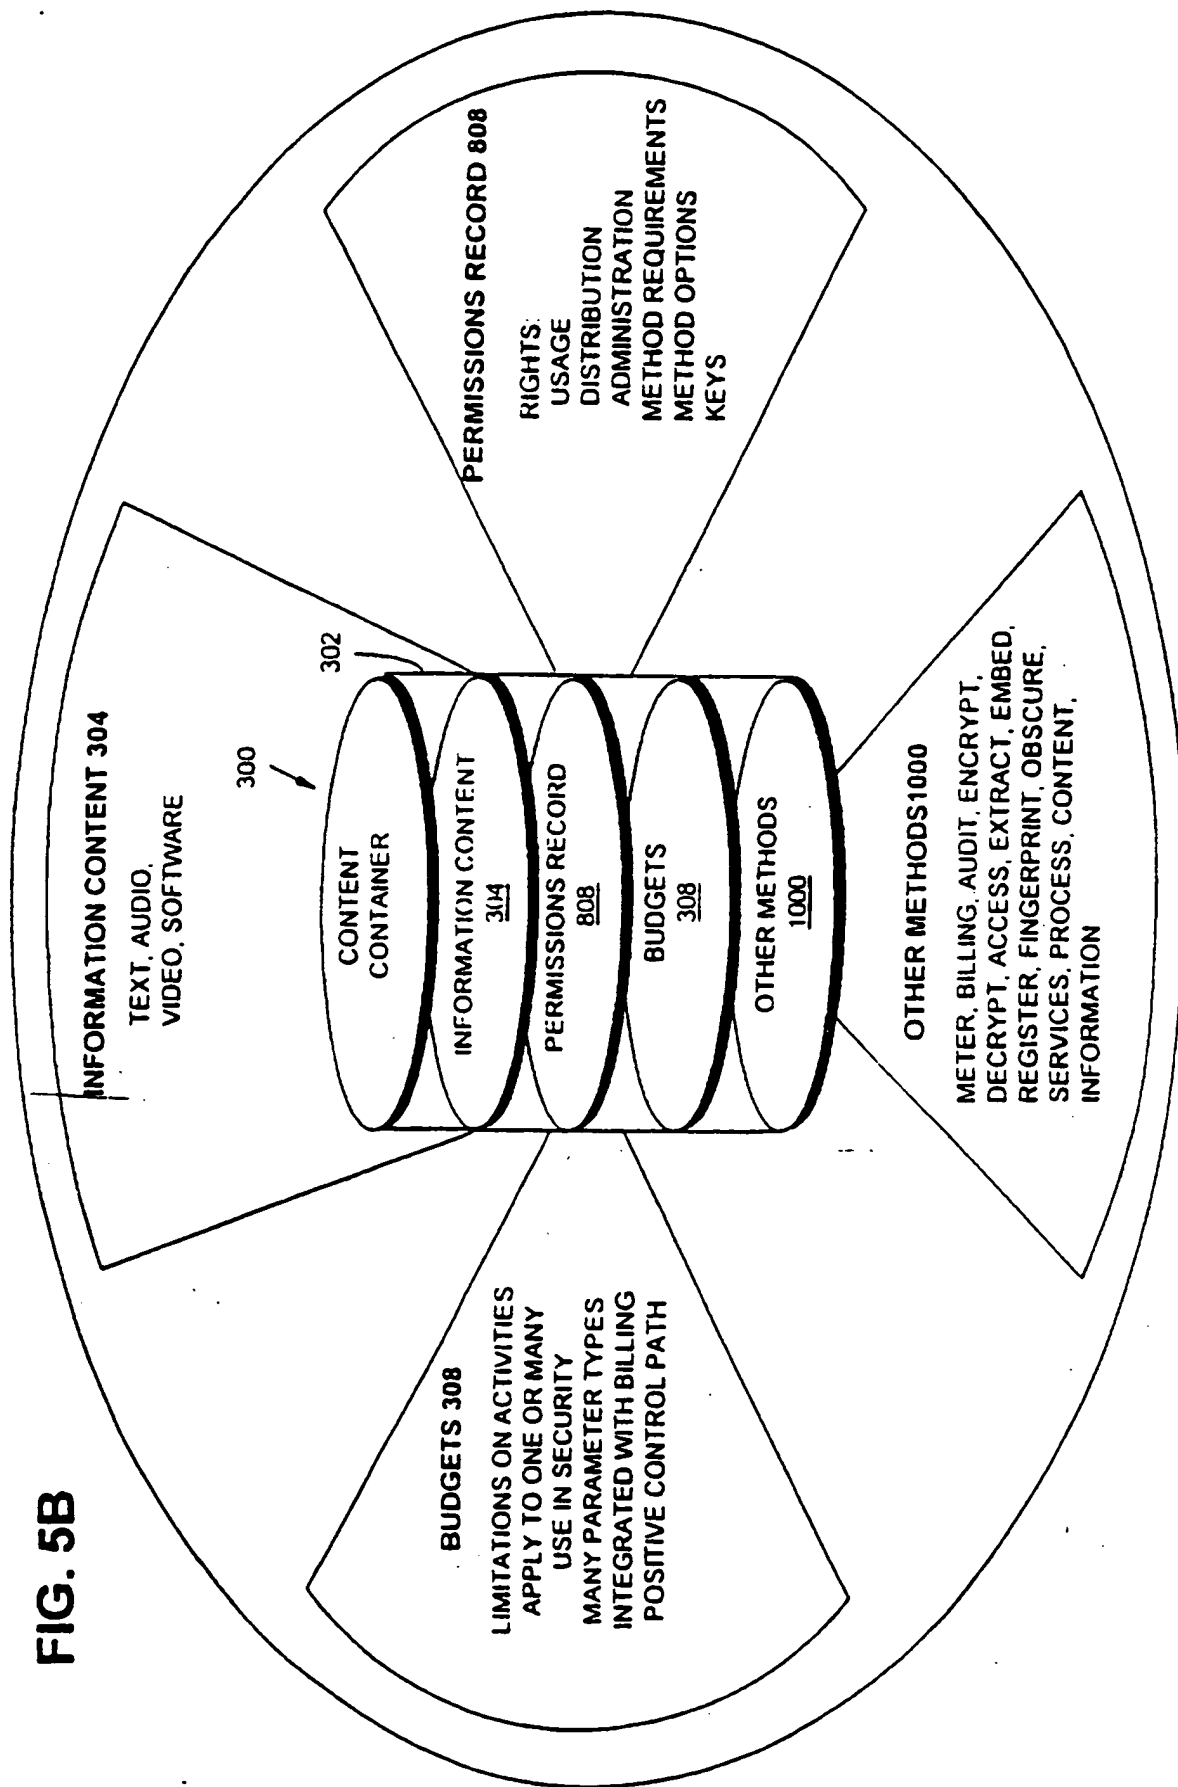 FIG. 5B
INFORMATION CONTENT 304
TEXT, AUDIO,
VIDEO, SOFTWARE
300
302
CONTENT
CONTAINER
INFORMATION CONTENT
304
PERMISSIONS RECORD
808
BUDGETS
308
OTHER METHODS
1000
BUDGETS 308
LIMITATIONS ON ACTIVITIES
APPLY TO ONE OR MANY
USE IN SECURITY
MANY PARAMETER TYPES
INTEGRATED WITH BILLING
POSITIVE CONTROL PATH
PERMISSIONS RECORD 808
RIGHTS:
USAGE
DISTRIBUTION
ADMINISTRATION
METHOD REQUIREMENTS
METHOD OPTIONS
KEYS
OTHER METHODS1000
METER, BILLING, AUDIT, ENCRYPT,
DECRYPT, ACCESS, EXTRACT, EMBED,
REGISTER, FINGERPRINT, OBSCURE,
SERVICES, PROCESS, CONTENT,
INFORMATION